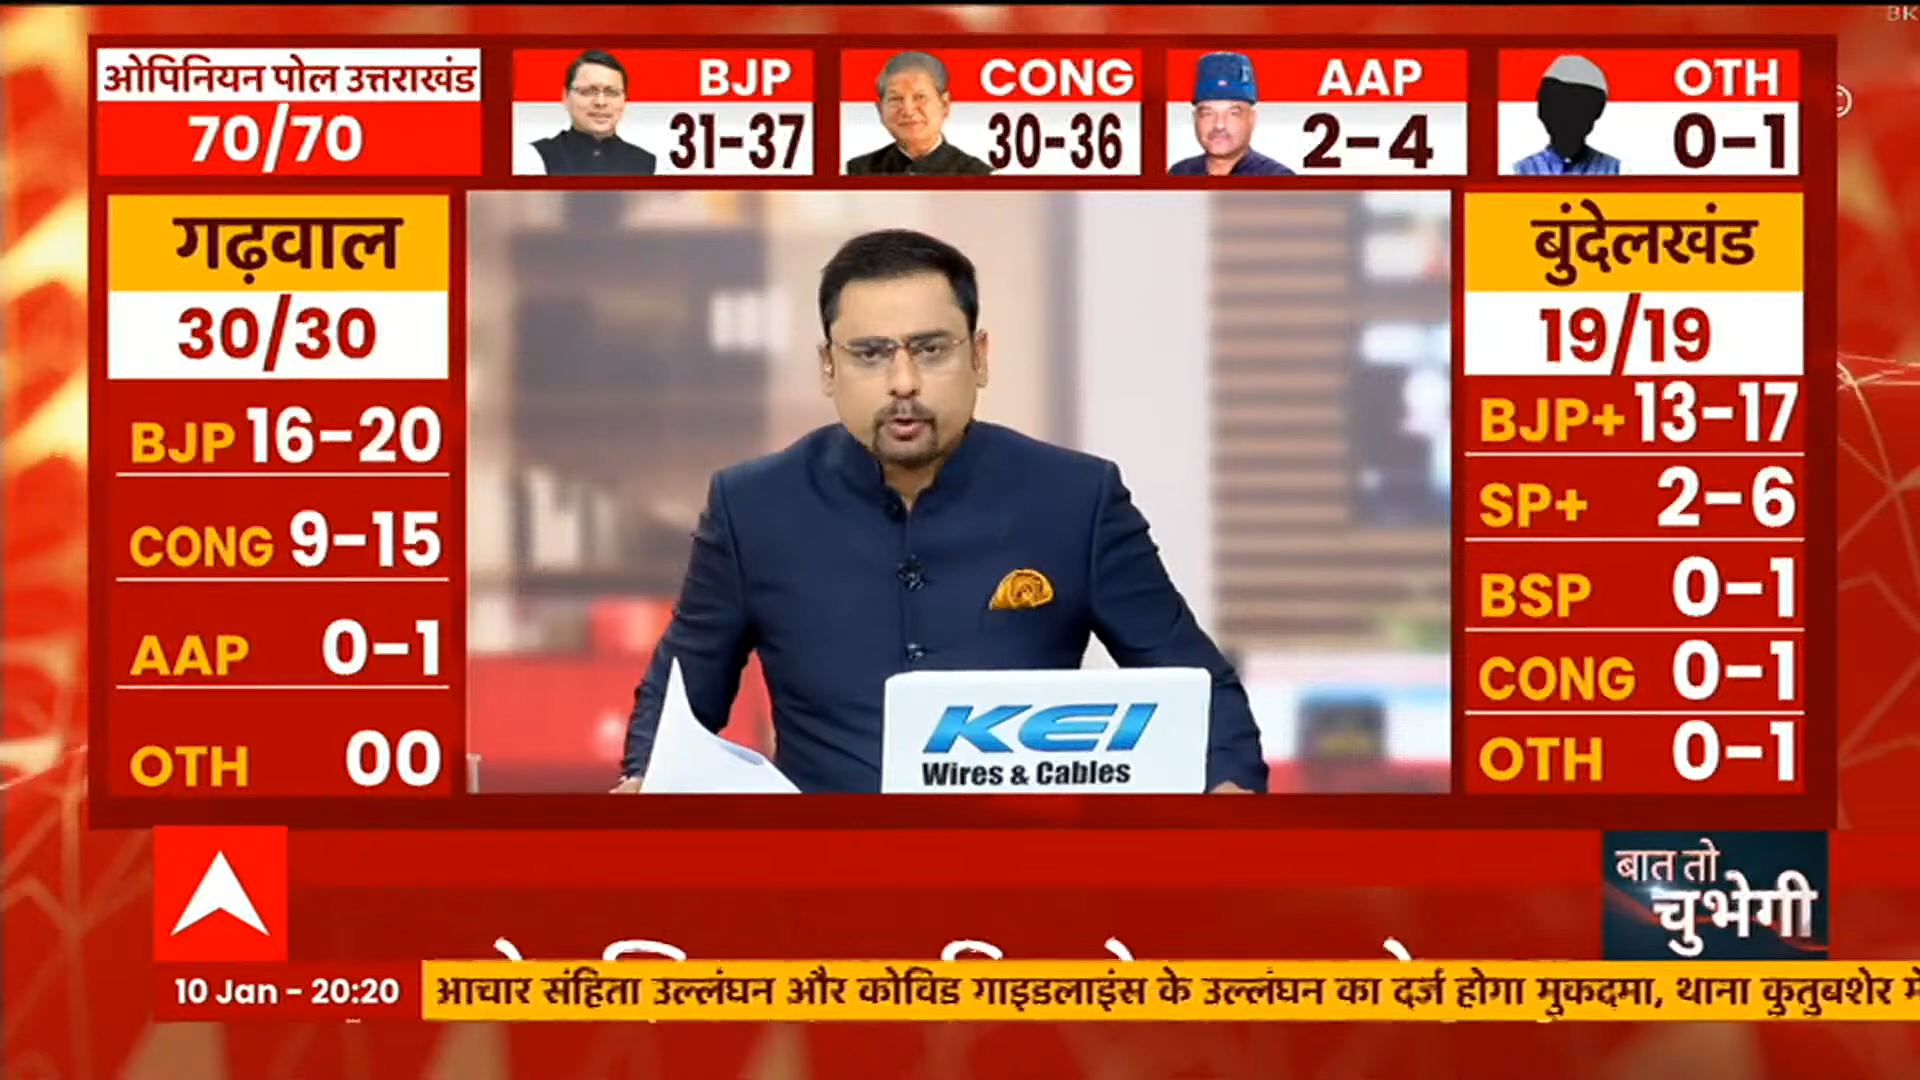 BK
ओपिनियन पोल उत्तराखंड
70/70
BJP
31-37
CONG
30-36
AAP
2-4
OTH
0-1
गढ़वाल
30/30
BJP 16-20
CONG 9-15
AAP 0-1
OTH 00
बुंदेलखंड
19/19
BJP+ 13-17
SP+ 2-6
BSP 0-1
CONG 0-1
OTH 0-1
KEI
Wires & Cables
बात तो
चुभेगी
10 Jan - 20:20
आचार संहिता उल्लंघन और कोविड गाइडलाइंस के उल्लंघन का दर्ज होगा मुकदमा, थाना कुतुबशेर में